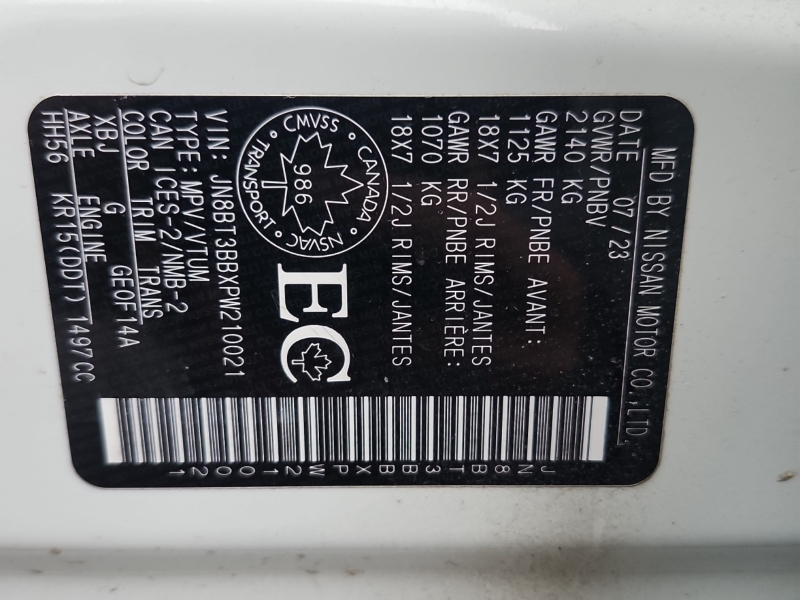 MFD BY NISSAN MOTOR CO.,LTD.
DATE 07 / 23
GVWR/PNBV
2140 KG
GAWR FR/PNBE AVANT:
1125 KG
18X7 1/2J RIMS/JANTES
GAWR RR/PNBE ARRIÈRE:
1070 KG
18X7 1/2J RIMS/JANTES
CMVSS CANADA
986
TRANSPORT NSVAC
EC
VIN: JN8BT3BBXPW210021
TYPE: MPV/VTUM
CAN ICES-2/NMB-2
COLOR TRIM TRANS
XBJ G GE0F14A
AXLE ENGINE
HH56 KR15(DDT) 1497CC
JN8BT3BBXPW210021